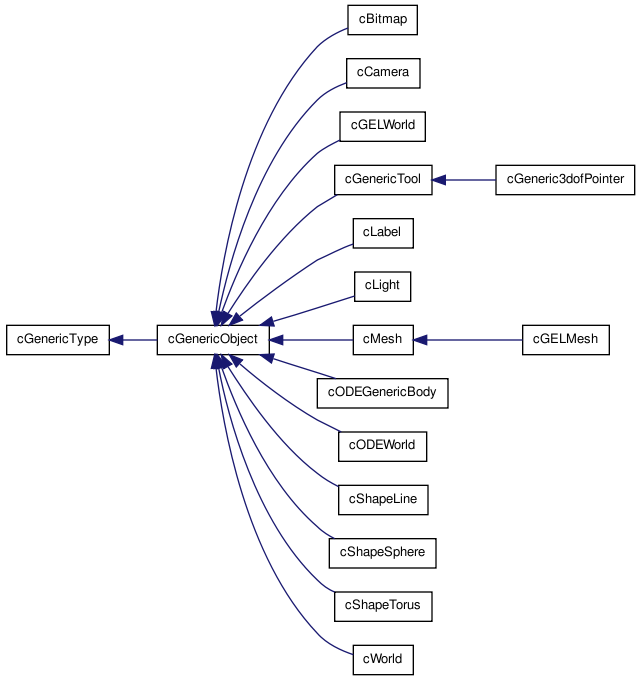 cBitmap
cCamera
cGELWorld
cGenericTool
cGeneric3dofPointer
cLabel
cLight
cGenericType
cGenericObject
cMesh
cGELMesh
cODEGenericBody
cODEWorld
cShapeLine
cShapeSphere
cShapeTorus
cWorld